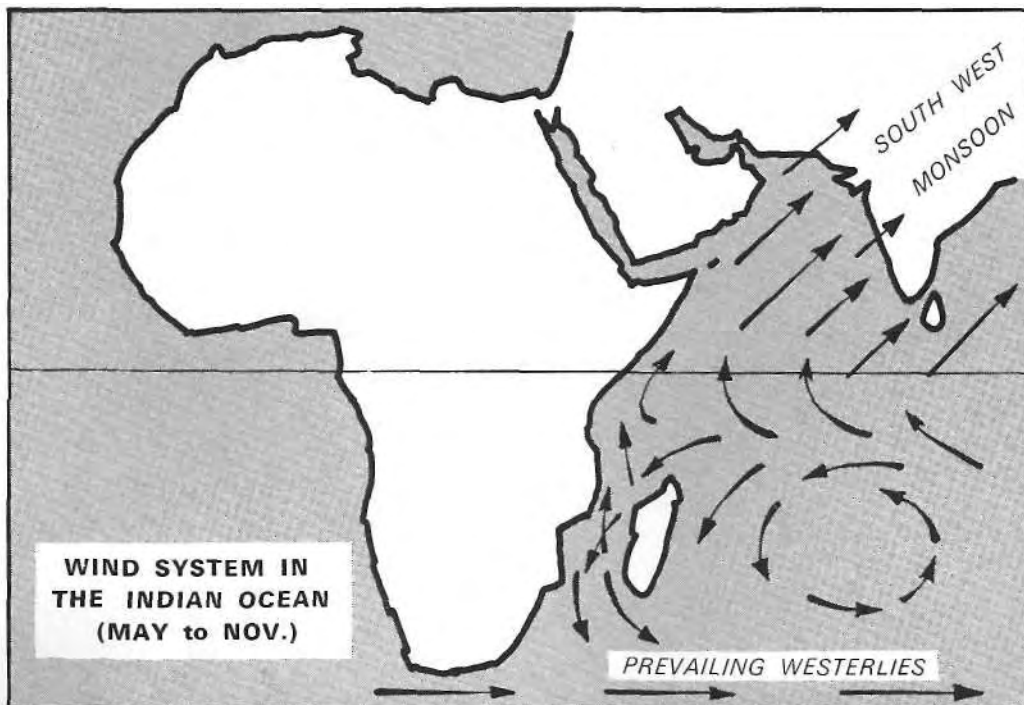 SOUTH WEST
MONSOON
WIND SYSTEM IN
THE INDIAN OCEAN
(MAY to NOV.)
PREVAILING WESTERLIES